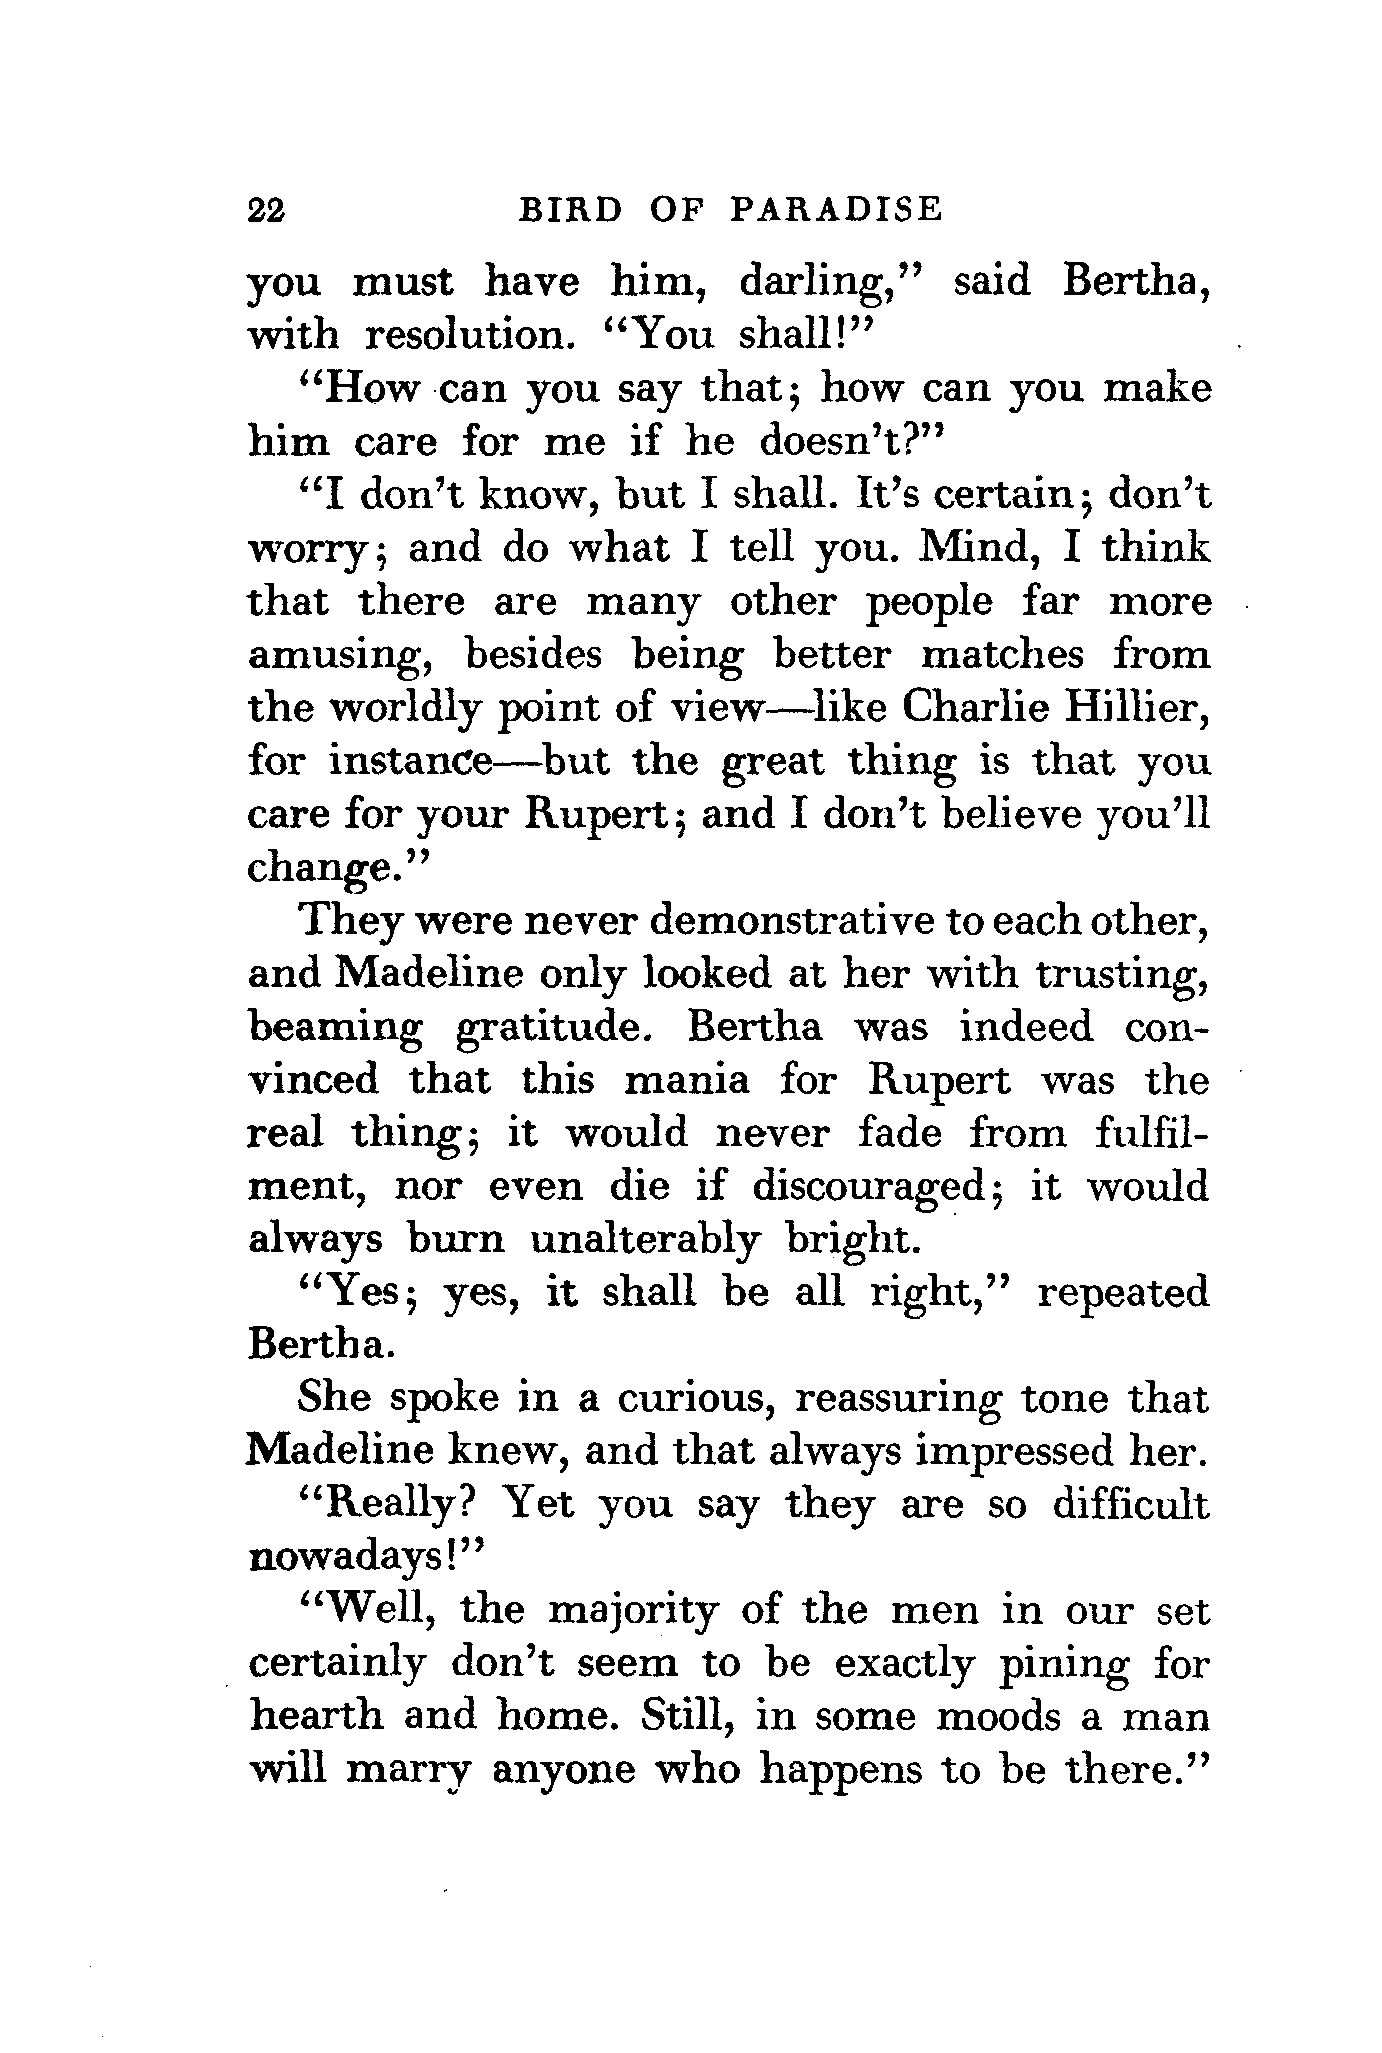 22 BIRD OF PARADISE
you must have him, darling,” said Bertha,
with resolution. “You shall!”
“How can you say that; how can you make
him care for me if he doesn’t?”
“I don’t know, but I shall. It’s certain; don’t
worry; and do what I tell you. Mind, I think
that there are many other people far more
amusing, besides being better matches from
the worldly point of view—like Charlie Hillier,
for instance—but the great thing is that you
care for your Rupert; and I don’t believe you’ll
change.”
They were never demonstrative to each other,
and Madeline only looked at her with trusting,
beaming gratitude. Bertha was indeed con-
vinced that this mania for Rupert was the
real thing; it would never fade from fulfil-
ment, nor even die if discouraged; it would
always burn unalterably bright.
“Yes; yes, it shall be all right,” repeated
Bertha.
She spoke in a curious, reassuring tone that
Madeline knew, and that always impressed her.
“Really? Yet you say they are so difficult
nowadays!”
“Well, the majority of the men in our set
certainly don’t seem to be exactly pining for
hearth and home. Still, in some moods a man
will marry anyone who happens to be there.”